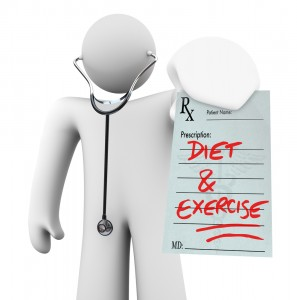 Rx
Patient Name:
Prescription:
DIET
&
EXERCISE
MD: